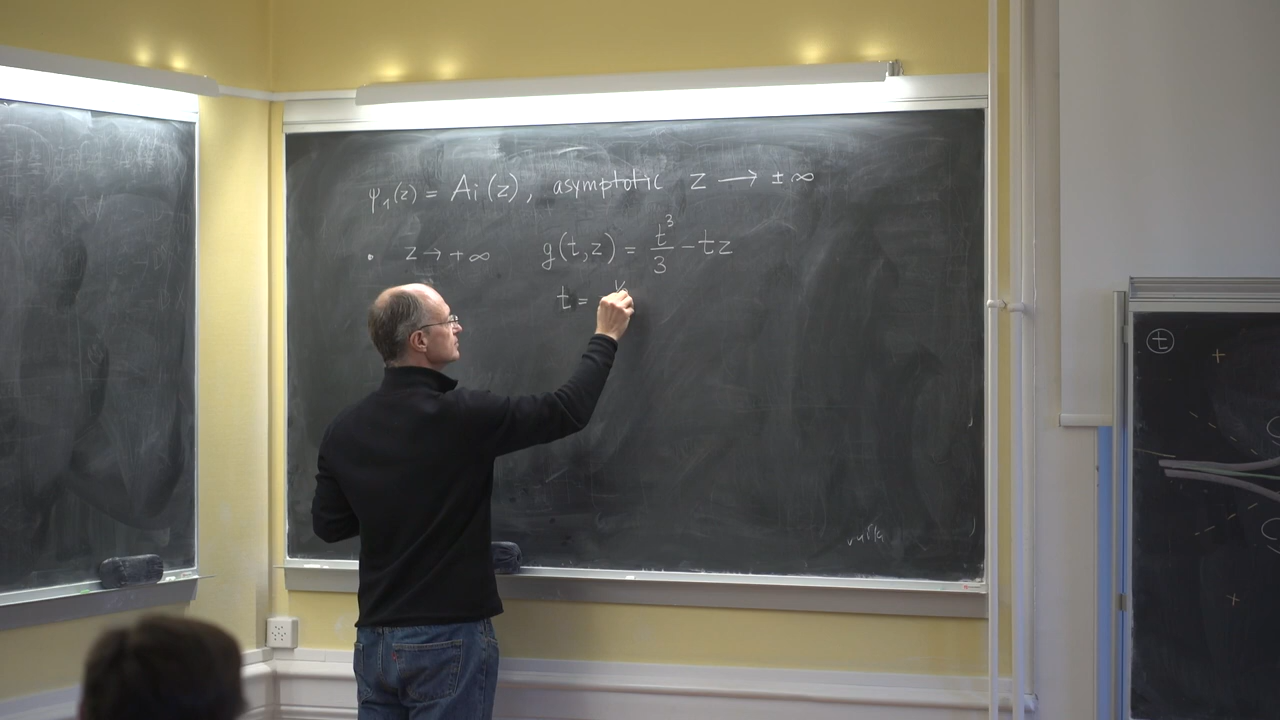 ψ₁(z) = Ai(z), asymptotic z → ±∞
• z → +∞ g(t,z) = t³/3 − tz
t =
t